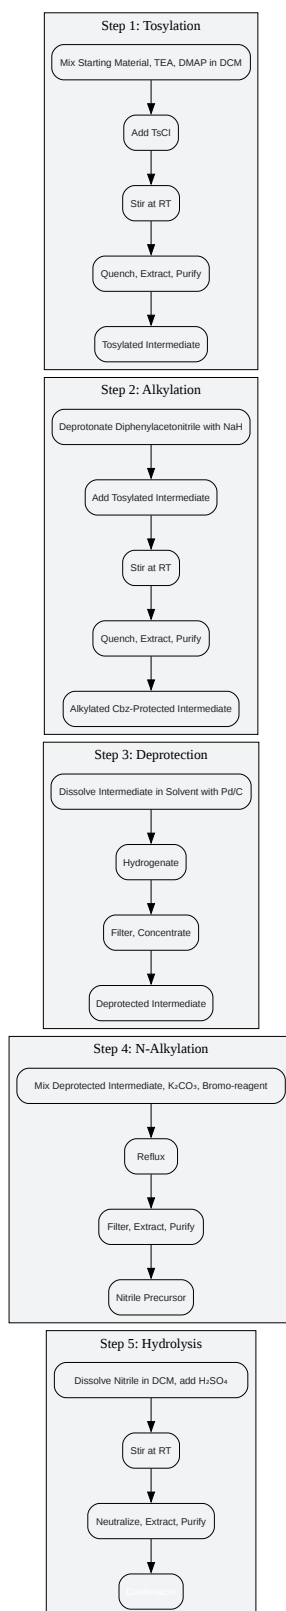 Step 1: Tosylation
Mix Starting Material, TEA, DMAP in DCM
Add TsCl
Stir at RT
Quench, Extract, Purify
Tosylated Intermediate
Step 2: Alkylation
Deprotonate Diphenylacetonitrile with NaH
Add Tosylated Intermediate
Stir at RT
Quench, Extract, Purify
Alkylated Cbz-Protected Intermediate
Step 3: Deprotection
Dissolve Intermediate in Solvent with Pd/C
Hydrogenate
Filter, Concentrate
Deprotected Intermediate
Step 4: N-Alkylation
Mix Deprotected Intermediate, K₂CO₃, Bromo-reagent
Reflux
Filter, Extract, Purify
Nitrile Precursor
Step 5: Hydrolysis
Dissolve Nitrile in DCM, add H₂SO₄
Stir at RT
Neutralize, Extract, Purify